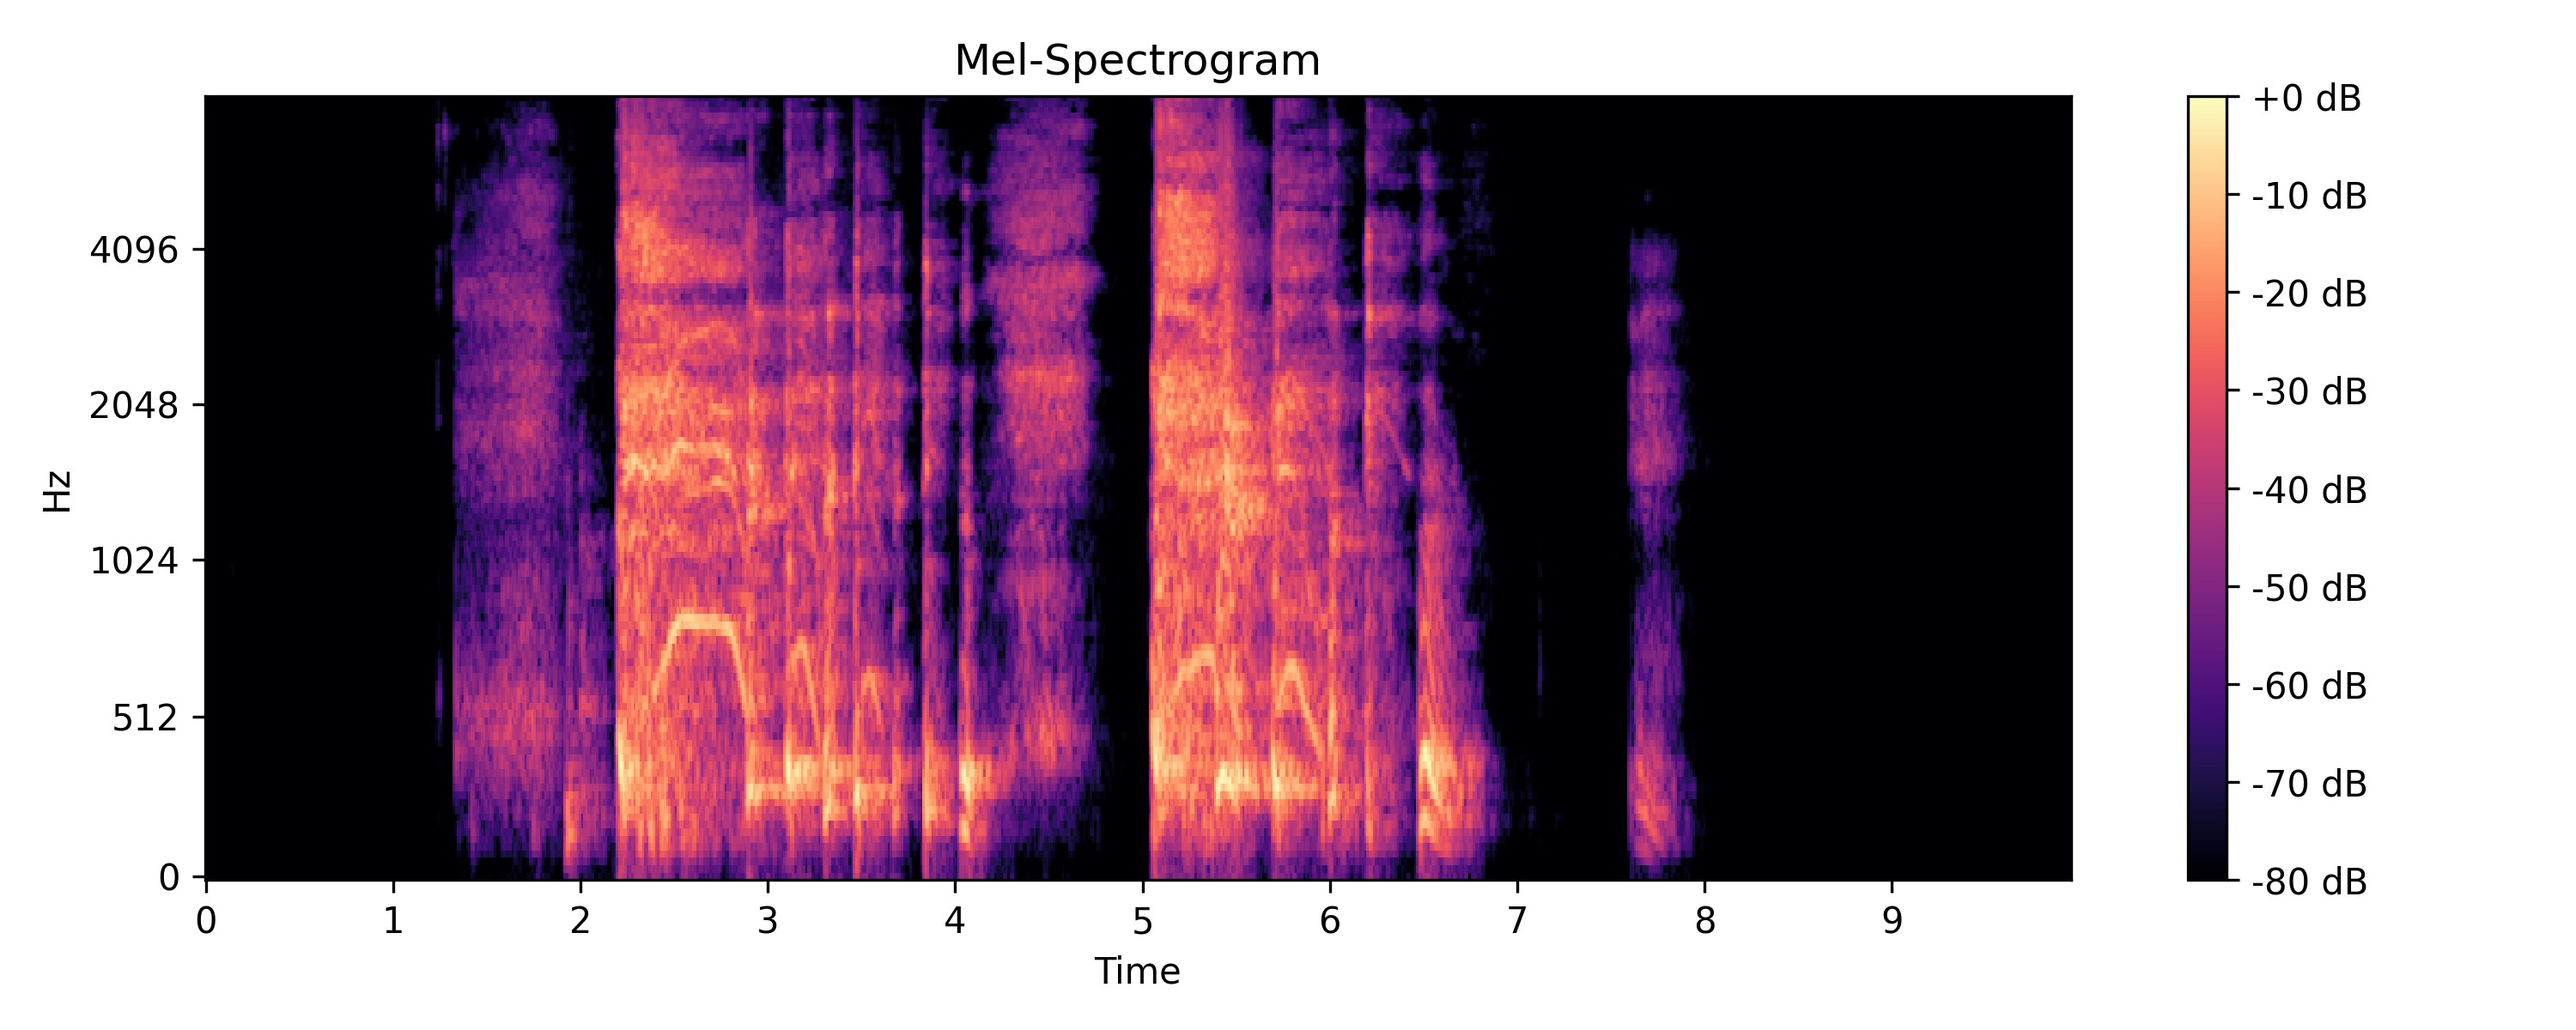 Mel-Spectrogram
+0 dB
-10 dB
-20 dB
-30 dB
-40 dB
-50 dB
-60 dB
-70 dB
-80 dB
Hz
4096
2048
1024
512
0
0 1 2 3 4 5 6 7 8 9
Time